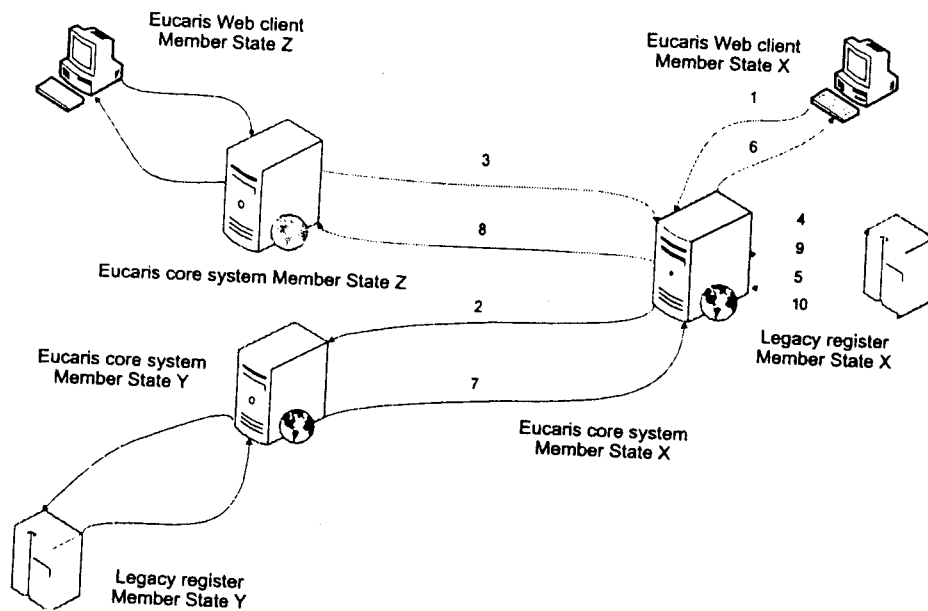 Eucaris Web client
Member State Z
Eucaris Web client
Member State X
1
6
3
8
4
9
5
10
Eucaris core system Member State Z
2
Legacy register
Member State X
Eucaris core system
Member State Y
7
Eucaris core system
Member State X
Legacy register
Member State Y